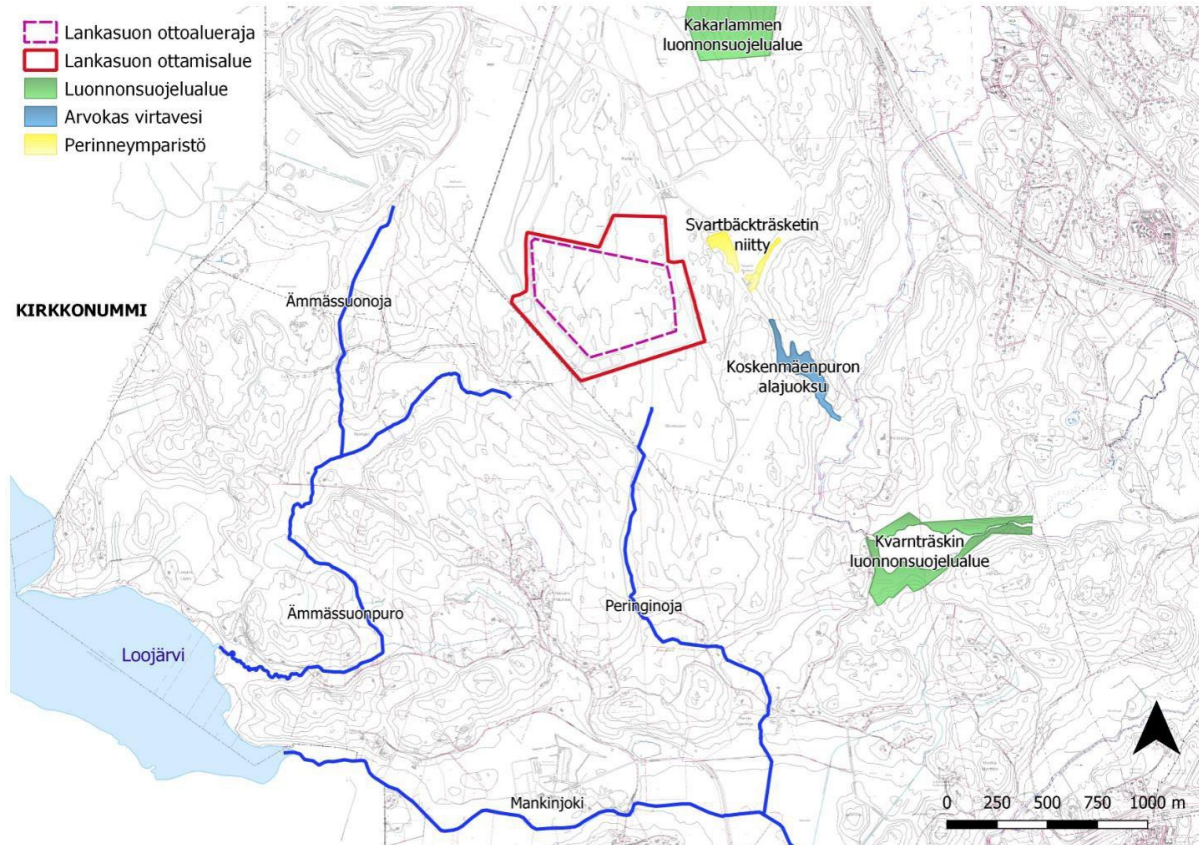 Lankasuon ottoalueraja
Lankasuon ottamisalue
Luonnonsuojelualue
Arvokas virtavesi
Perinneymparistö
Kakarlammen
luonnonsuojelualue
Svartbäckträsketin
niitty
KIRKKONUMMI
Ämmässuonoja
Koskenmäenpuron
alajuoksu
Kvarnträskin
luonnonsuojelualue
Ämmässuonpuro
Peringinoja
Loojärvi
Mankinjoki
0 250 500 750 1000 m